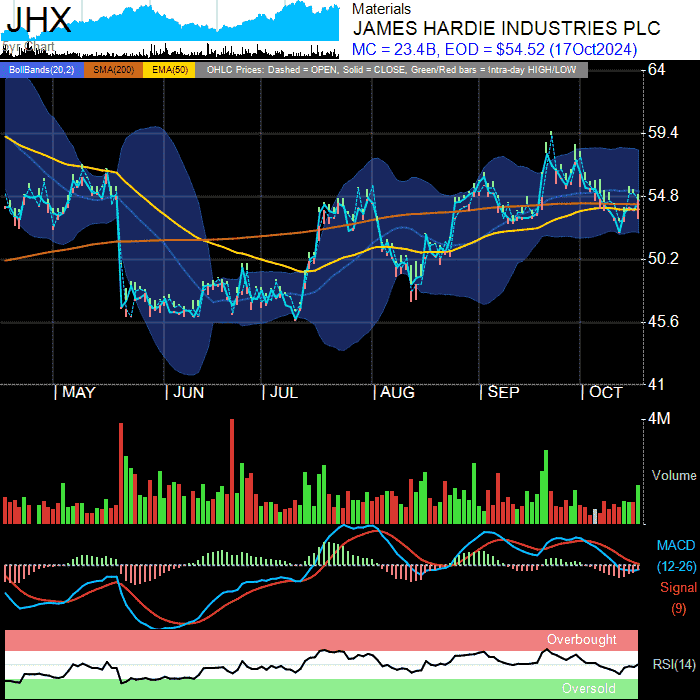 JHX
Materials
JAMES HARDIE INDUSTRIES PLC
MC = 23.4B, EOD = $54.52 (17Oct2024)
5yr Chart
BollBands(20,2) SMA(200) EMA(50) OHLC Prices: Dashed = OPEN, Solid = CLOSE, Green/Red bars = Intra-day HIGH/LOW
64
59.4
54.8
50.2
45.6
41
MAY JUN JUL AUG SEP OCT
4M
Volume
MACD
(12-26)
Signal
(9)
Overbought
RSI(14)
Oversold